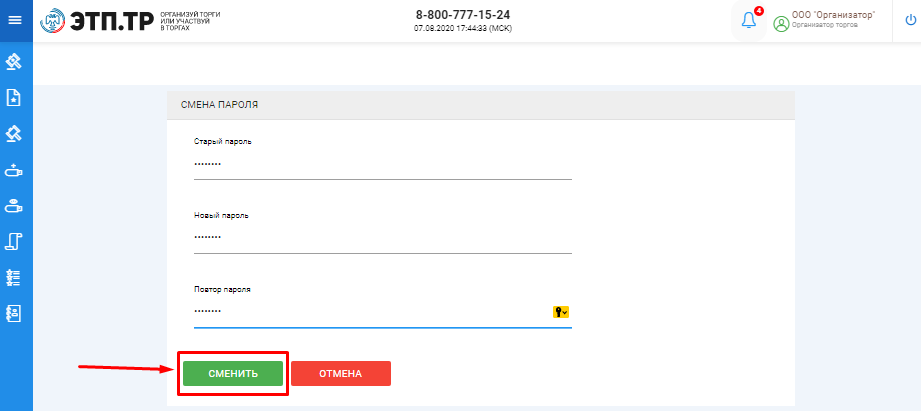 ЭТП.ТР
ОРГАНИЗУЙ ТОРГИ
ИЛИ УЧАСТВУЙ
В ТОРГАХ
8-800-777-15-24
07.08.2020 17:44:33 (МСК)
4
ООО "Организатор"
Организатор торгов
СМЕНА ПАРОЛЯ
Старый пароль
••••••••
Новый пароль
••••••••
Повтор пароля
••••••••
СМЕНИТЬ
ОТМЕНА